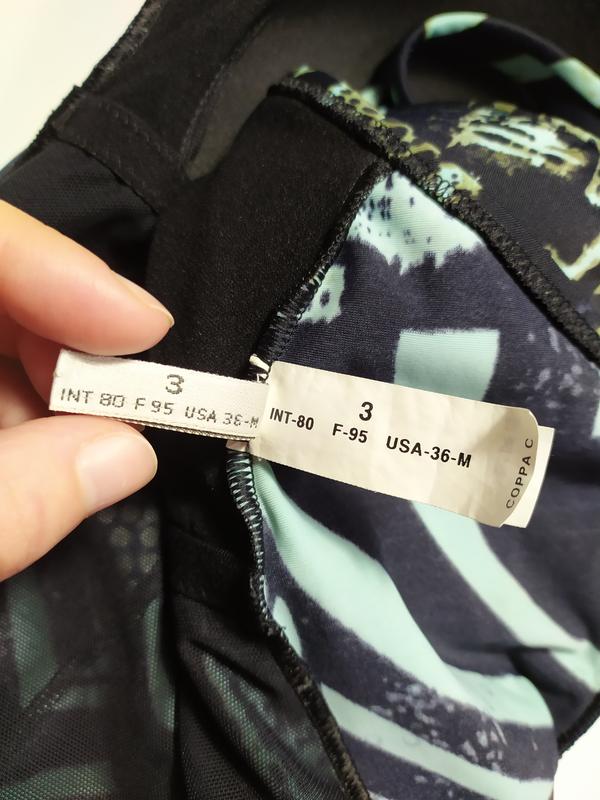 3
INT 80 F 95 USA 36-M
3
INT-80 F-95 USA-36-M
COPPA C